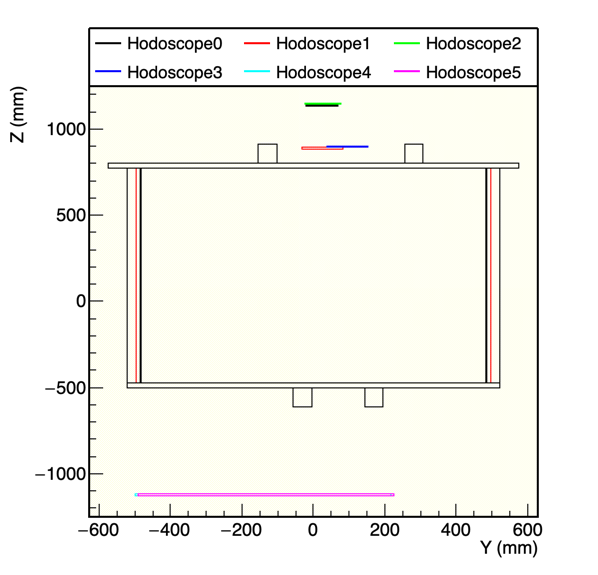 Hodoscope0 Hodoscope1 Hodoscope2
Hodoscope3 Hodoscope4 Hodoscope5
Z (mm)
1000
500
0
−500
−1000
−600 −400 −200 0 200 400 600
Y (mm)